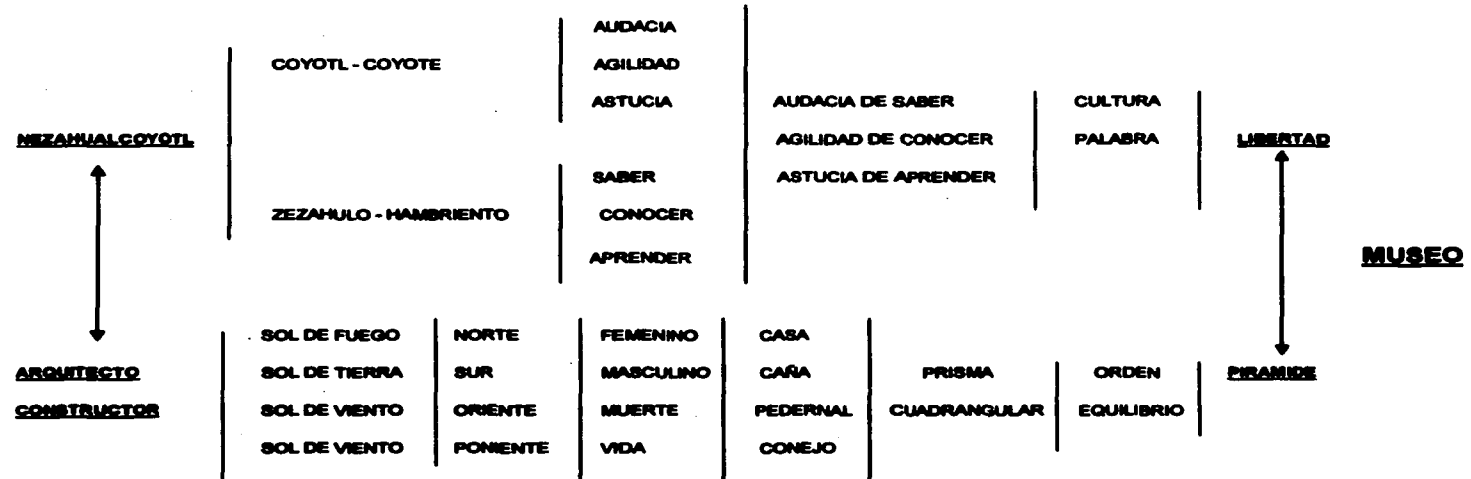 AUDACIA
COYOTL - COYOTE AGILIDAD
ASTUCIA AUDACIA DE SABER CULTURA
NEZAHUALCOYOTL AGILIDAD DE CONOCER PALABRA LIBERTAD
SABER ASTUCIA DE APRENDER
ZEZAHULO - HAMBRIENTO CONOCER
APRENDER MUSEO
SOL DE FUEGO NORTE FEMENINO CASA
ARQUITECTO SOL DE TIERRA SUR MASCULINO CAÑA PRISMA ORDEN PIRAMIDE
CONSTRUCTOR SOL DE VIENTO ORIENTE MUERTE PEDERNAL CUADRANGULAR EQUILIBRIO
SOL DE VIENTO PONIENTE VIDA CONEJO